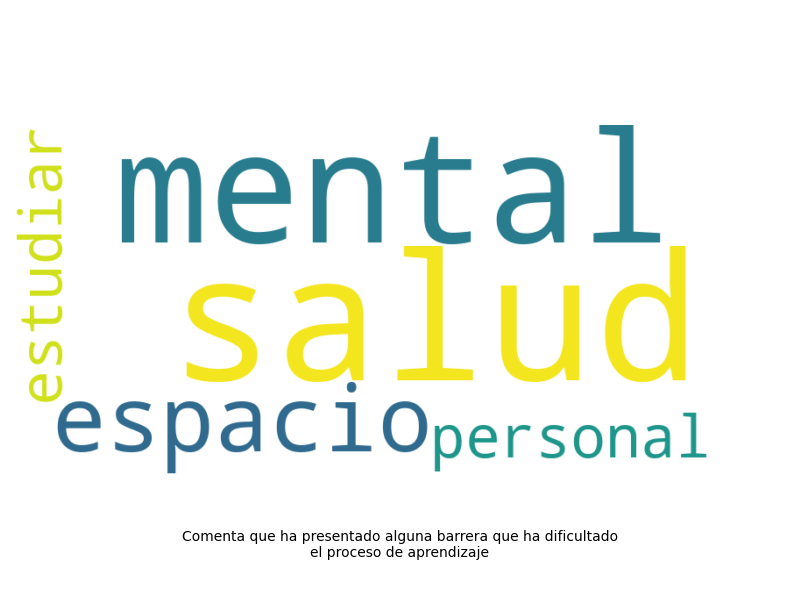 estudiar
mental
salud
espacio
personal
Comenta que ha presentado alguna barrera que ha dificultado
el proceso de aprendizaje